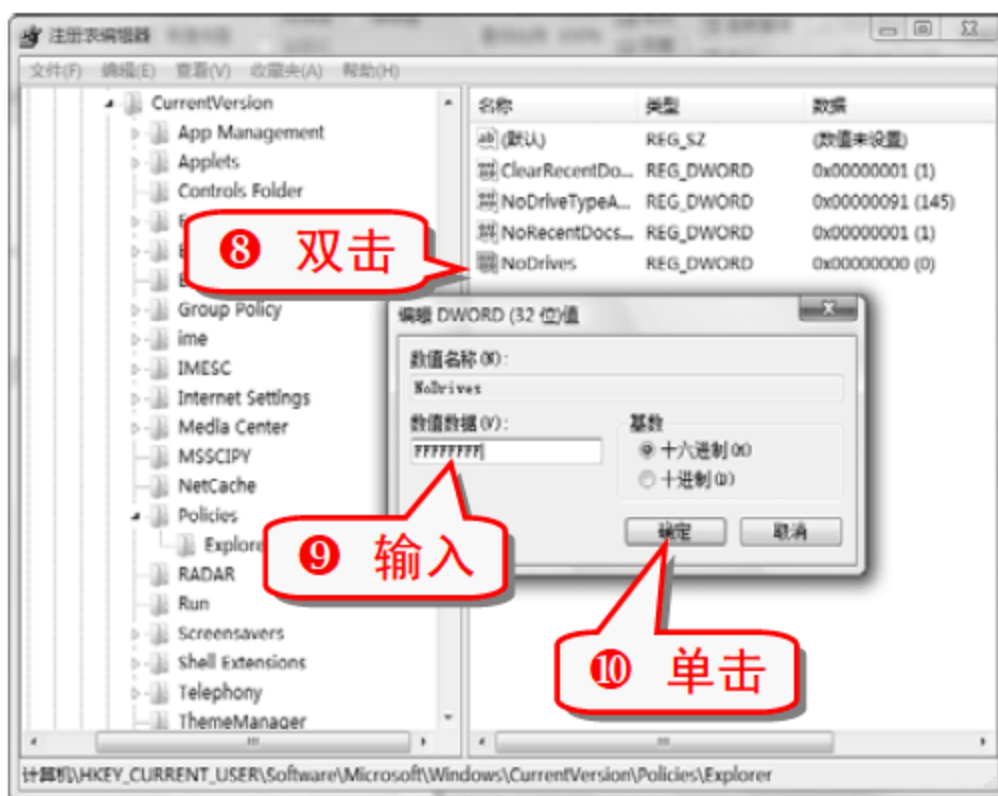 注册表编辑器
文件(F) 编辑(E) 查看(V) 收藏夹(A) 帮助(H)
CurrentVersion
App Management
Applets
Controls Folder
Group Policy
ime
IMESC
Internet Settings
Media Center
MSSCIPY
NetCache
Policies
Explore
RADAR
Run
Screensavers
Shell Extensions
Telephony
ThemeManager
名称 类型 数据
(默认) REG_SZ (数值未设置)
ClearRecentDo... REG_DWORD 0x00000001 (1)
NoDriveTypeA... REG_DWORD 0x00000091 (145)
NoRecentDocs... REG_DWORD 0x00000001 (1)
NoDrives REG_DWORD 0x00000000 (0)
❽ 双击
编辑 DWORD (32 位)值
数值名称(N):
NoDrives
数值数据(V):
FFFFFFFF
基数
十六进制(H)
十进制(D)
确定 取消
❾ 输入
❿ 单击
计算机\HKEY_CURRENT_USER\Software\Microsoft\Windows\CurrentVersion\Policies\Explorer